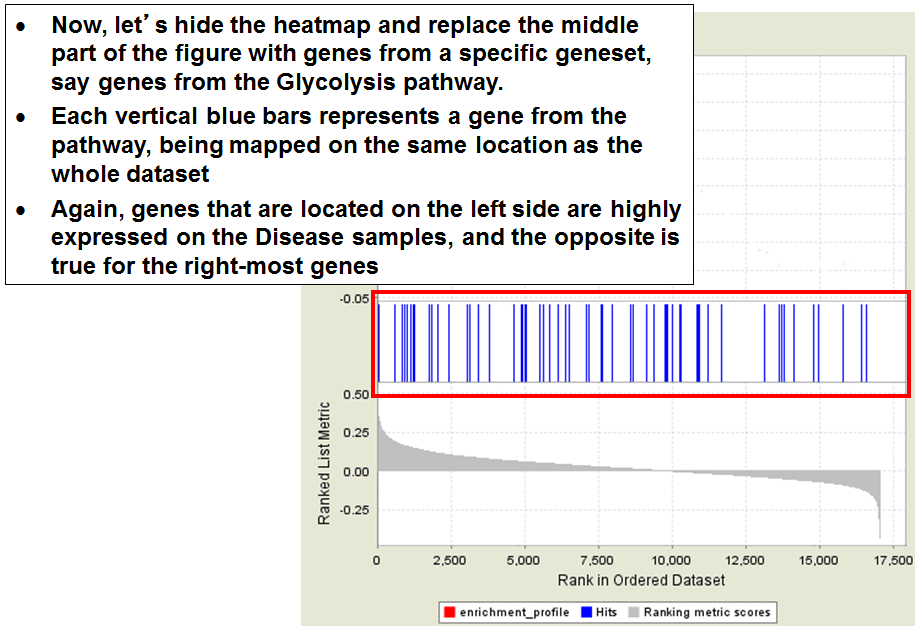 • Now, let’s hide the heatmap and replace the middle
part of the figure with genes from a specific geneset,
say genes from the Glycolysis pathway.
• Each vertical blue bars represents a gene from the
pathway, being mapped on the same location as the
whole dataset
• Again, genes that are located on the left side are highly
expressed on the Disease samples, and the opposite is
true for the right-most genes
-0.05
0.50
0.25
0.00
-0.25
Ranked List Metric
0 2,500 5,000 7,500 10,000 12,500 15,000 17,500
Rank in Ordered Dataset
enrichment_profile Hits Ranking metric scores